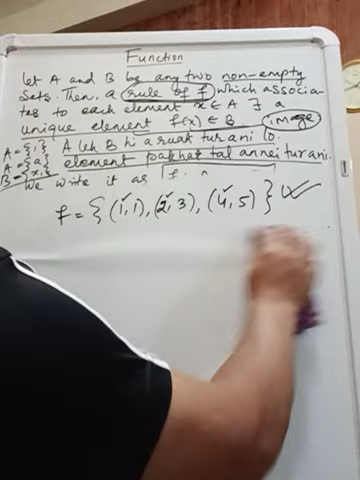 Function
Let A and B be any two non-empty
Sets. Then, a rule of f which associa-
tes to each element x ∈ A ∃ a
unique element f(x) ∈ B (image)
A = {1}
A leh B hi a ruak turani lo.
A = {a}
element pakhat tal annei turani.
B = {x,
We write it as f.
f = { (1,1), (2,3), (4,5) }